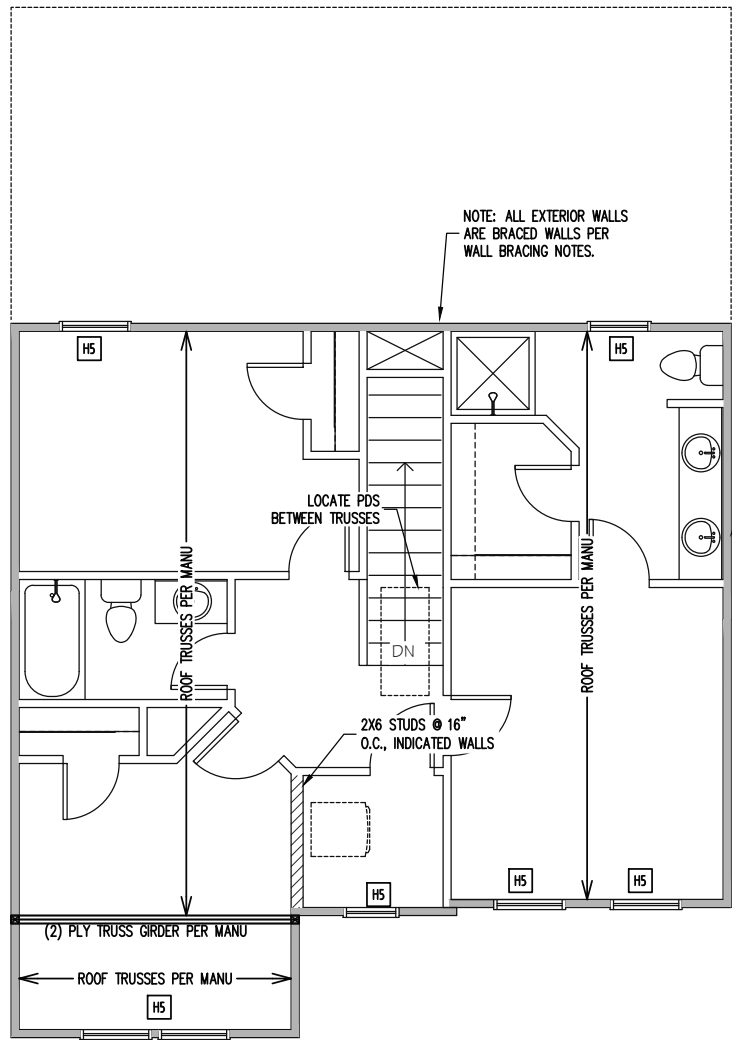 NOTE: ALL EXTERIOR WALLS
ARE BRACED WALLS PER
WALL BRACING NOTES.
H5
H5
LOCATE PDS
BETWEEN TRUSSES
ROOF TRUSSES PER MANU
ROOF TRUSSES PER MANU
DN
2X6 STUDS @ 16"
O.C., INDICATED WALLS
H5
H5
H5
(2) PLY TRUSS GIRDER PER MANU
ROOF TRUSSES PER MANU
H5